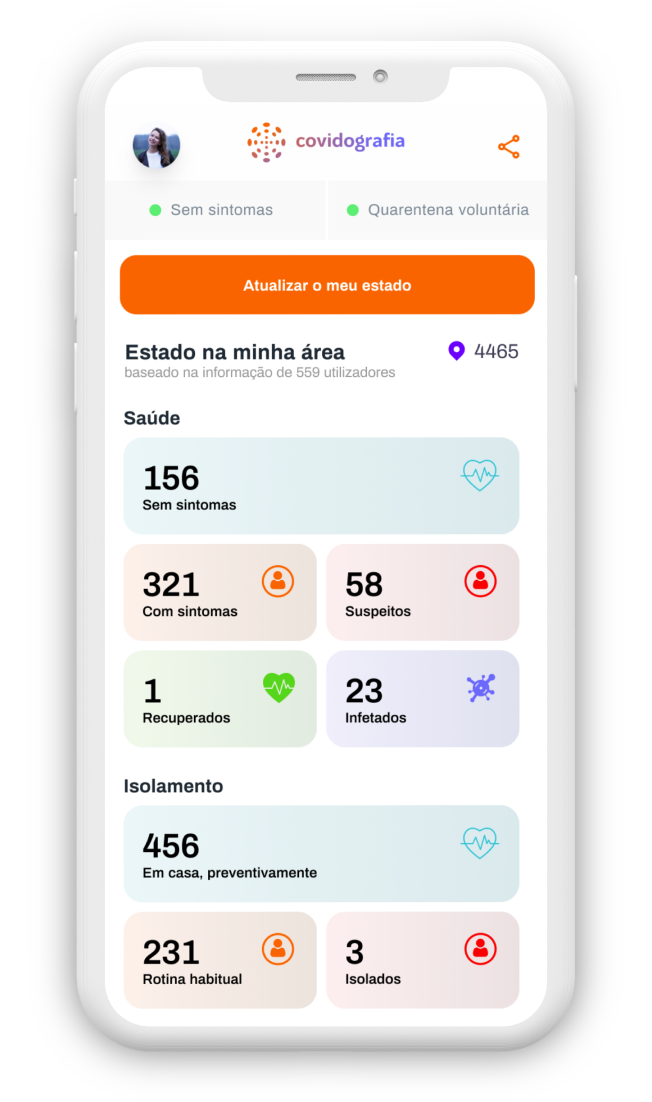 covidografia
Sem sintomas
Quarentena voluntária
Atualizar o meu estado
Estado na minha área
4465
baseado na informação de 559 utilizadores
Saúde
156
Sem sintomas
321
Com sintomas
58
Suspeitos
1
Recuperados
23
Infetados
Isolamento
456
Em casa, preventivamente
231
Rotina habitual
3
Isolados